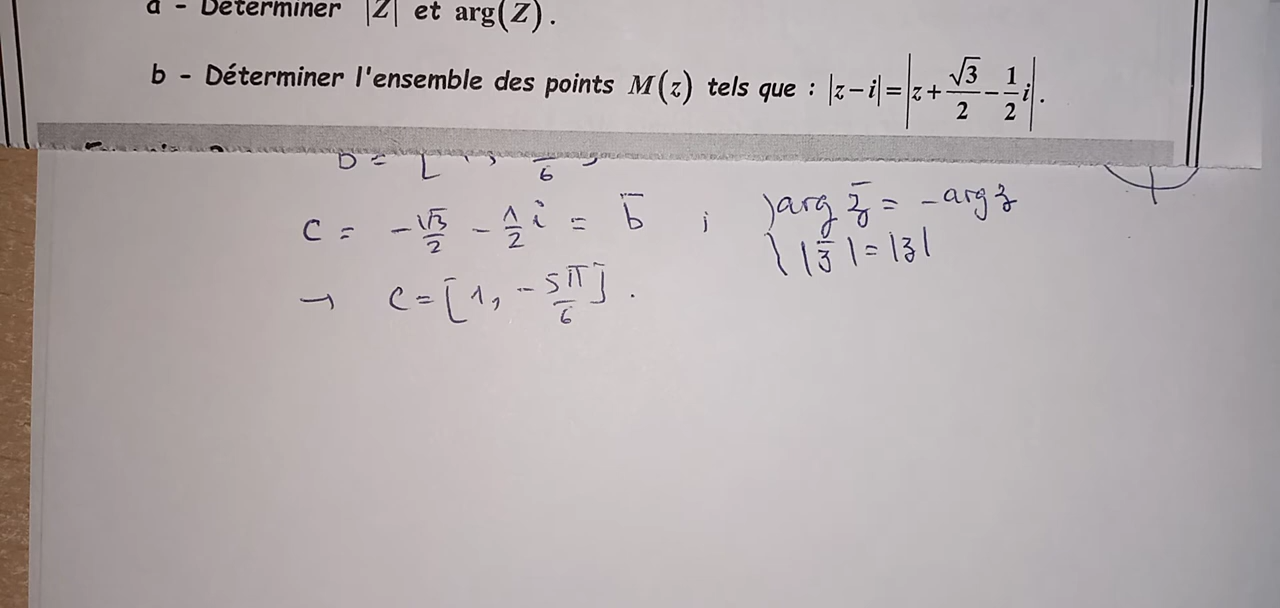 a - Déterminer |Z| et arg(Z).
b - Déterminer l'ensemble des points M(z) tels que : |z-i|=|z+√3/2-1/2 i|.
6
C = -√3/2 - 1/2 i = b̄ ; { arg z̄ = - arg z
{ |z̄| = |z|
→ C = [1, -5π/6] .